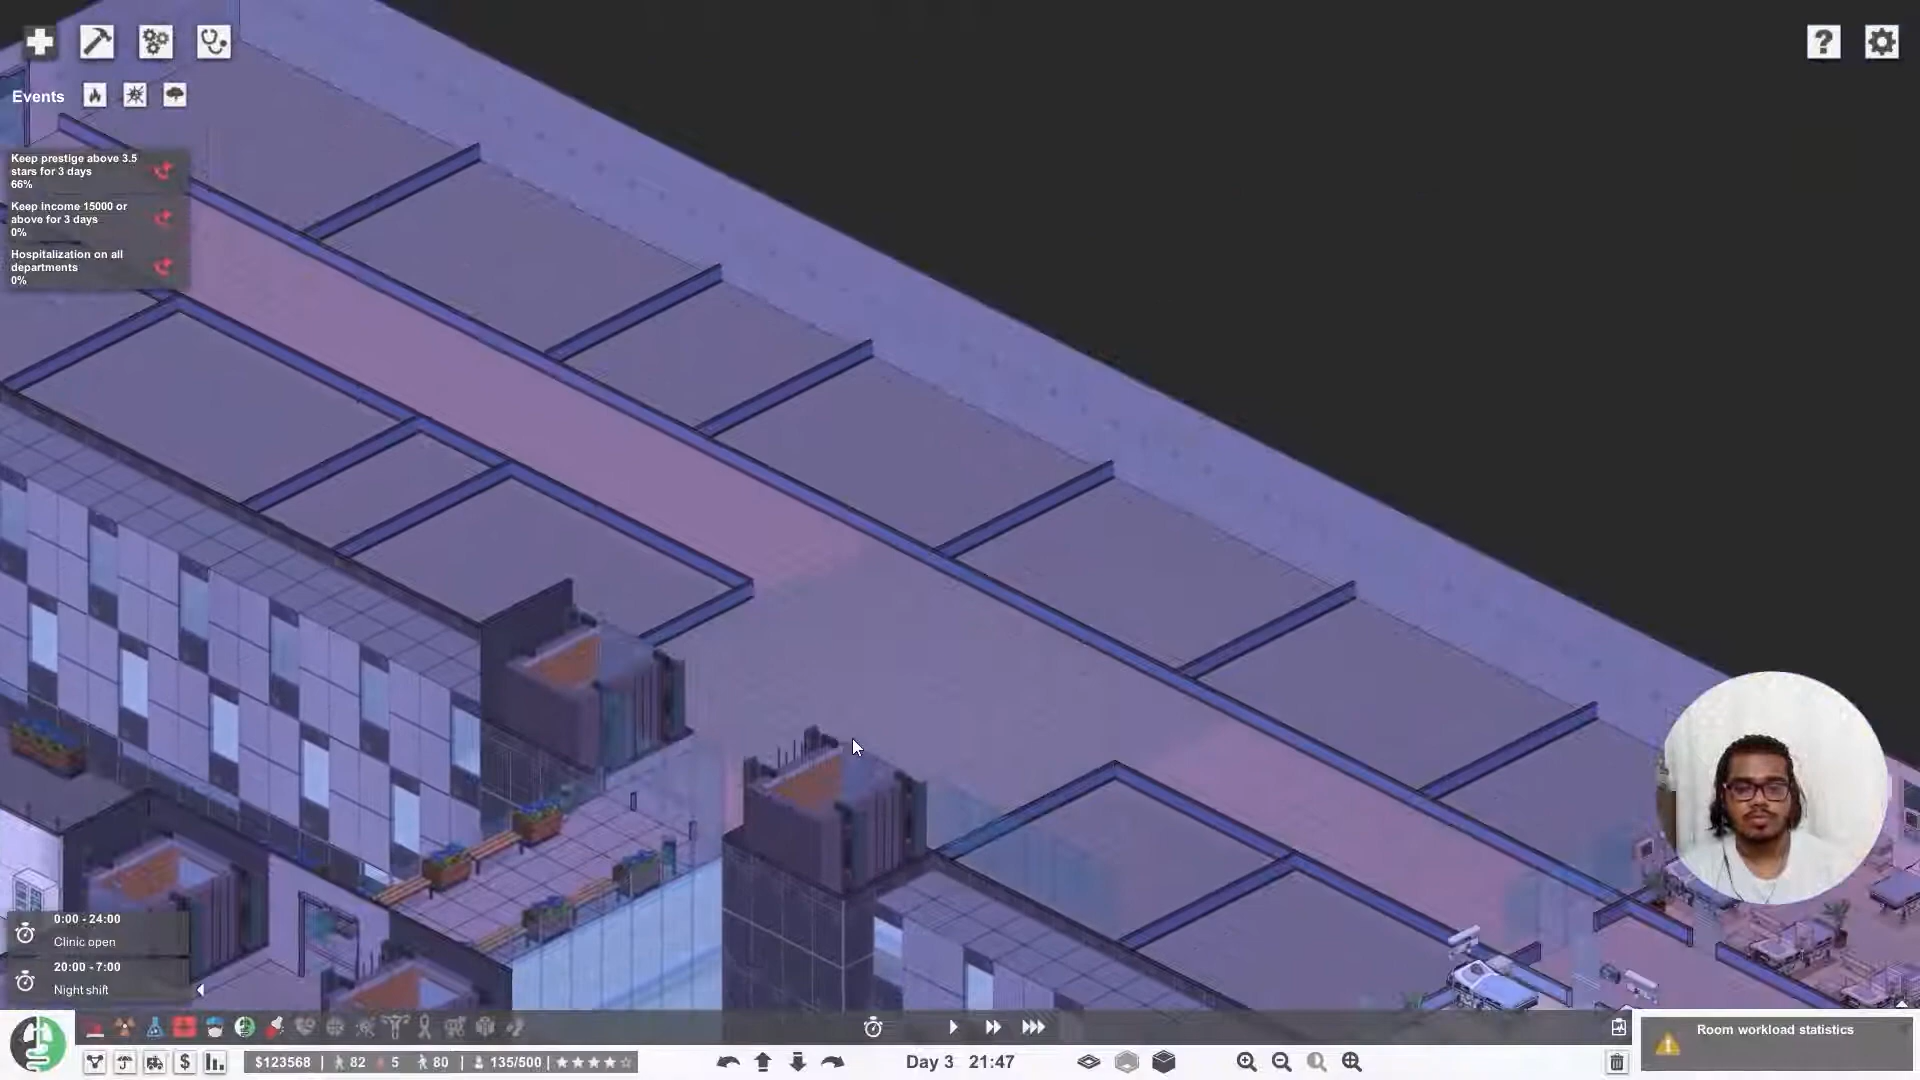 Events
Keep prestige above 3.5
stars for 3 days
66%
Keep Income 15000 or
above for 3 days
0%
Hospitalization on all
departments
0%
0:00 - 24:00
Clinic open
20:00 - 7:00
Night shift
$123568 | 82 5 80 | 135/500 |
Day 3 21:47
Room workload statistics